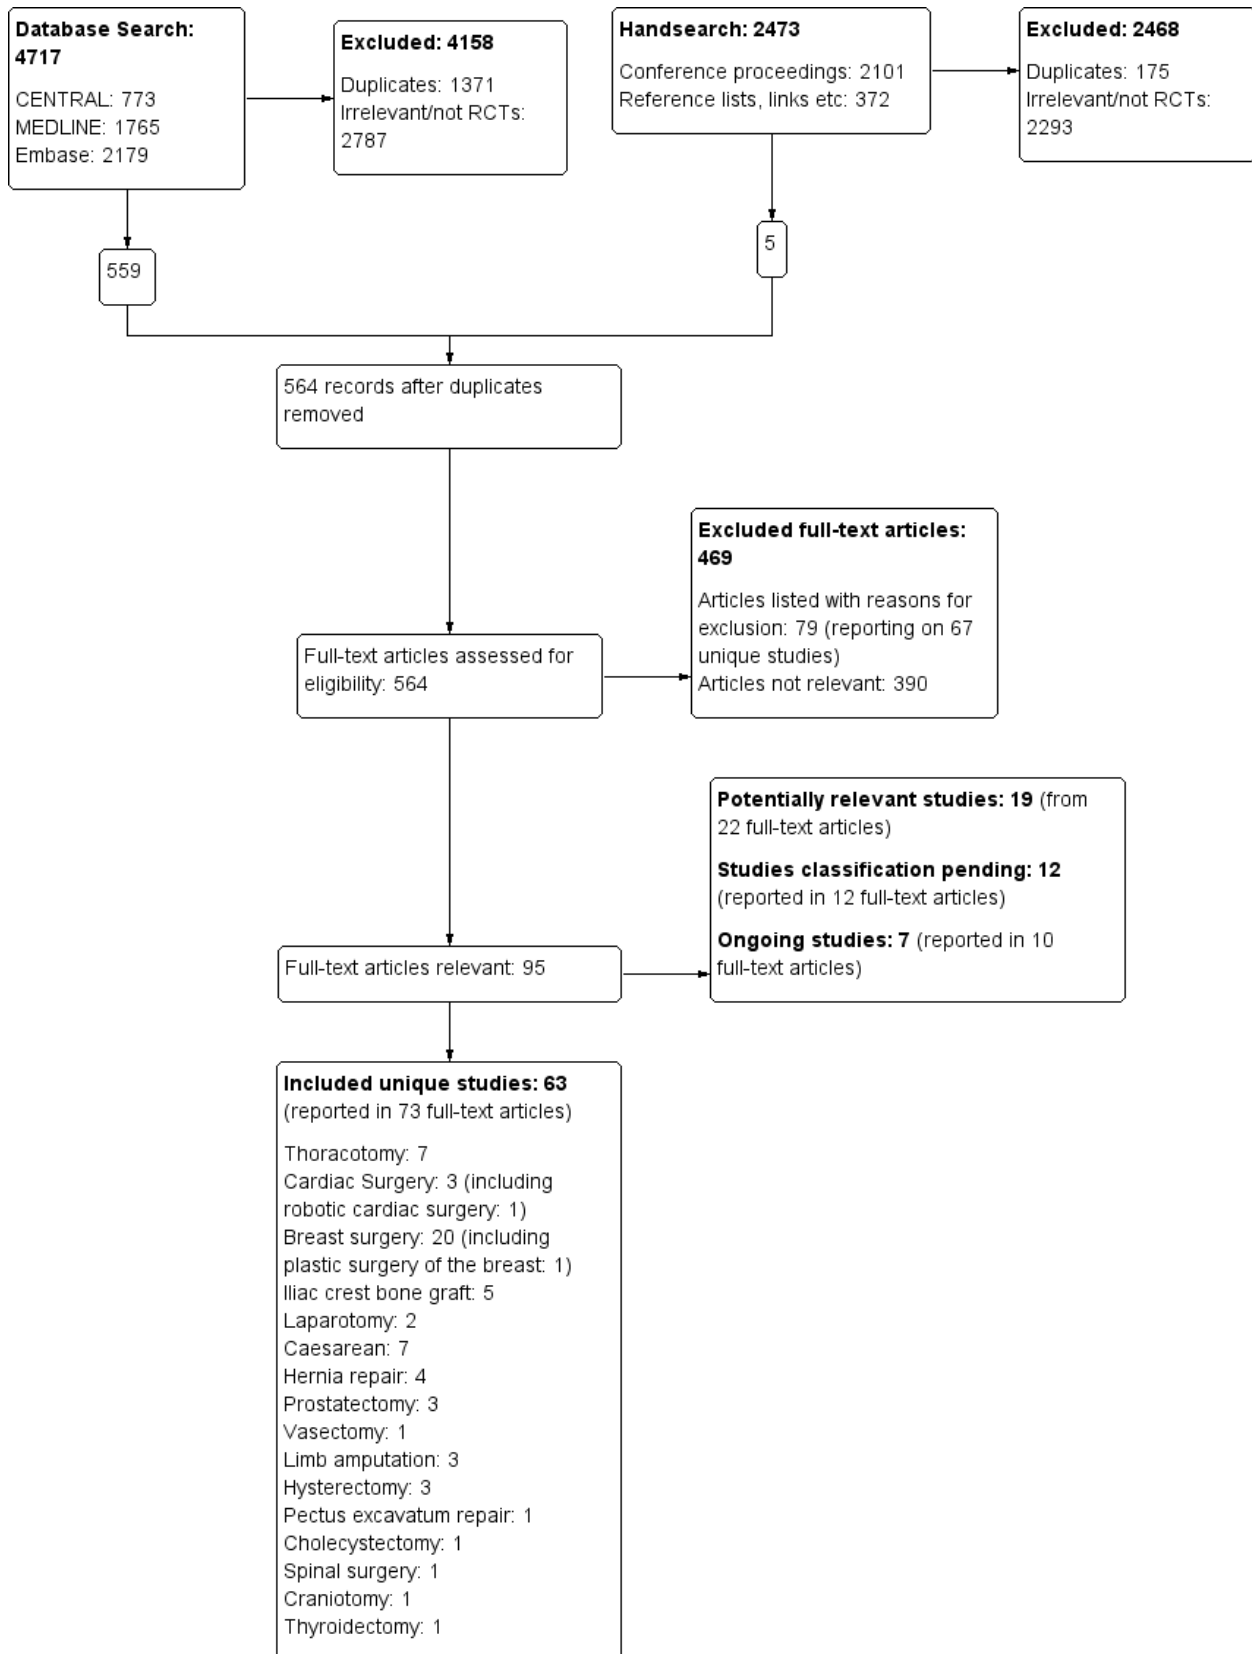 Database Search:
4717
CENTRAL: 773
MEDLINE: 1765
Embase: 2179
Excluded: 4158
Duplicates: 1371
Irrelevant/not RCTs:
2787
Handsearch: 2473
Conference proceedings: 2101
Reference lists, links etc: 372
Excluded: 2468
Duplicates: 175
Irrelevant/not RCTs:
2293
559
5
564 records after duplicates
removed
Excluded full-text articles:
469
Articles listed with reasons for
exclusion: 79 (reporting on 67
unique studies)
Articles not relevant: 390
Full-text articles assessed for
eligibility: 564
Potentially relevant studies: 19 (from
22 full-text articles)
Studies classification pending: 12
(reported in 12 full-text articles)
Ongoing studies: 7 (reported in 10
full-text articles)
Full-text articles relevant: 95
Included unique studies: 63
(reported in 73 full-text articles)
Thoracotomy: 7
Cardiac Surgery: 3 (including
robotic cardiac surgery: 1)
Breast surgery: 20 (including
plastic surgery of the breast: 1)
Iliac crest bone graft: 5
Laparotomy: 2
Caesarean: 7
Hernia repair: 4
Prostatectomy: 3
Vasectomy: 1
Limb amputation: 3
Hysterectomy: 3
Pectus excavatum repair: 1
Cholecystectomy: 1
Spinal surgery: 1
Craniotomy: 1
Thyroidectomy: 1